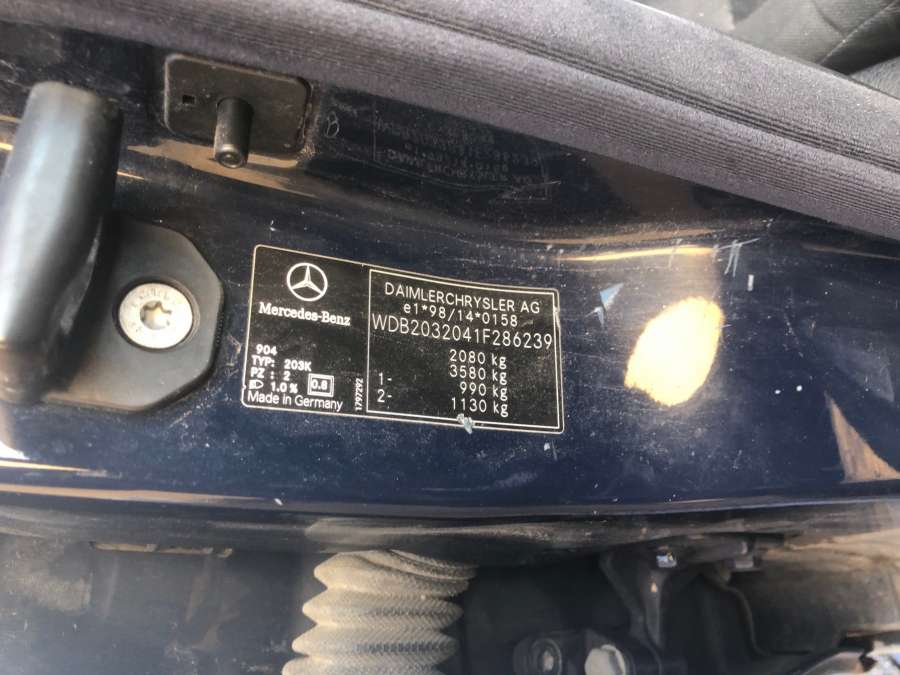 Mercedes-Benz
904
TYP: 203K
PZ : 2
1.0 % 0.8
Made in Germany
1797292
DAIMLERCHRYSLER AG
e1*98/14*0158
WDB2032041F286239
2080 kg
3580 kg
1- 990 kg
2- 1130 kg